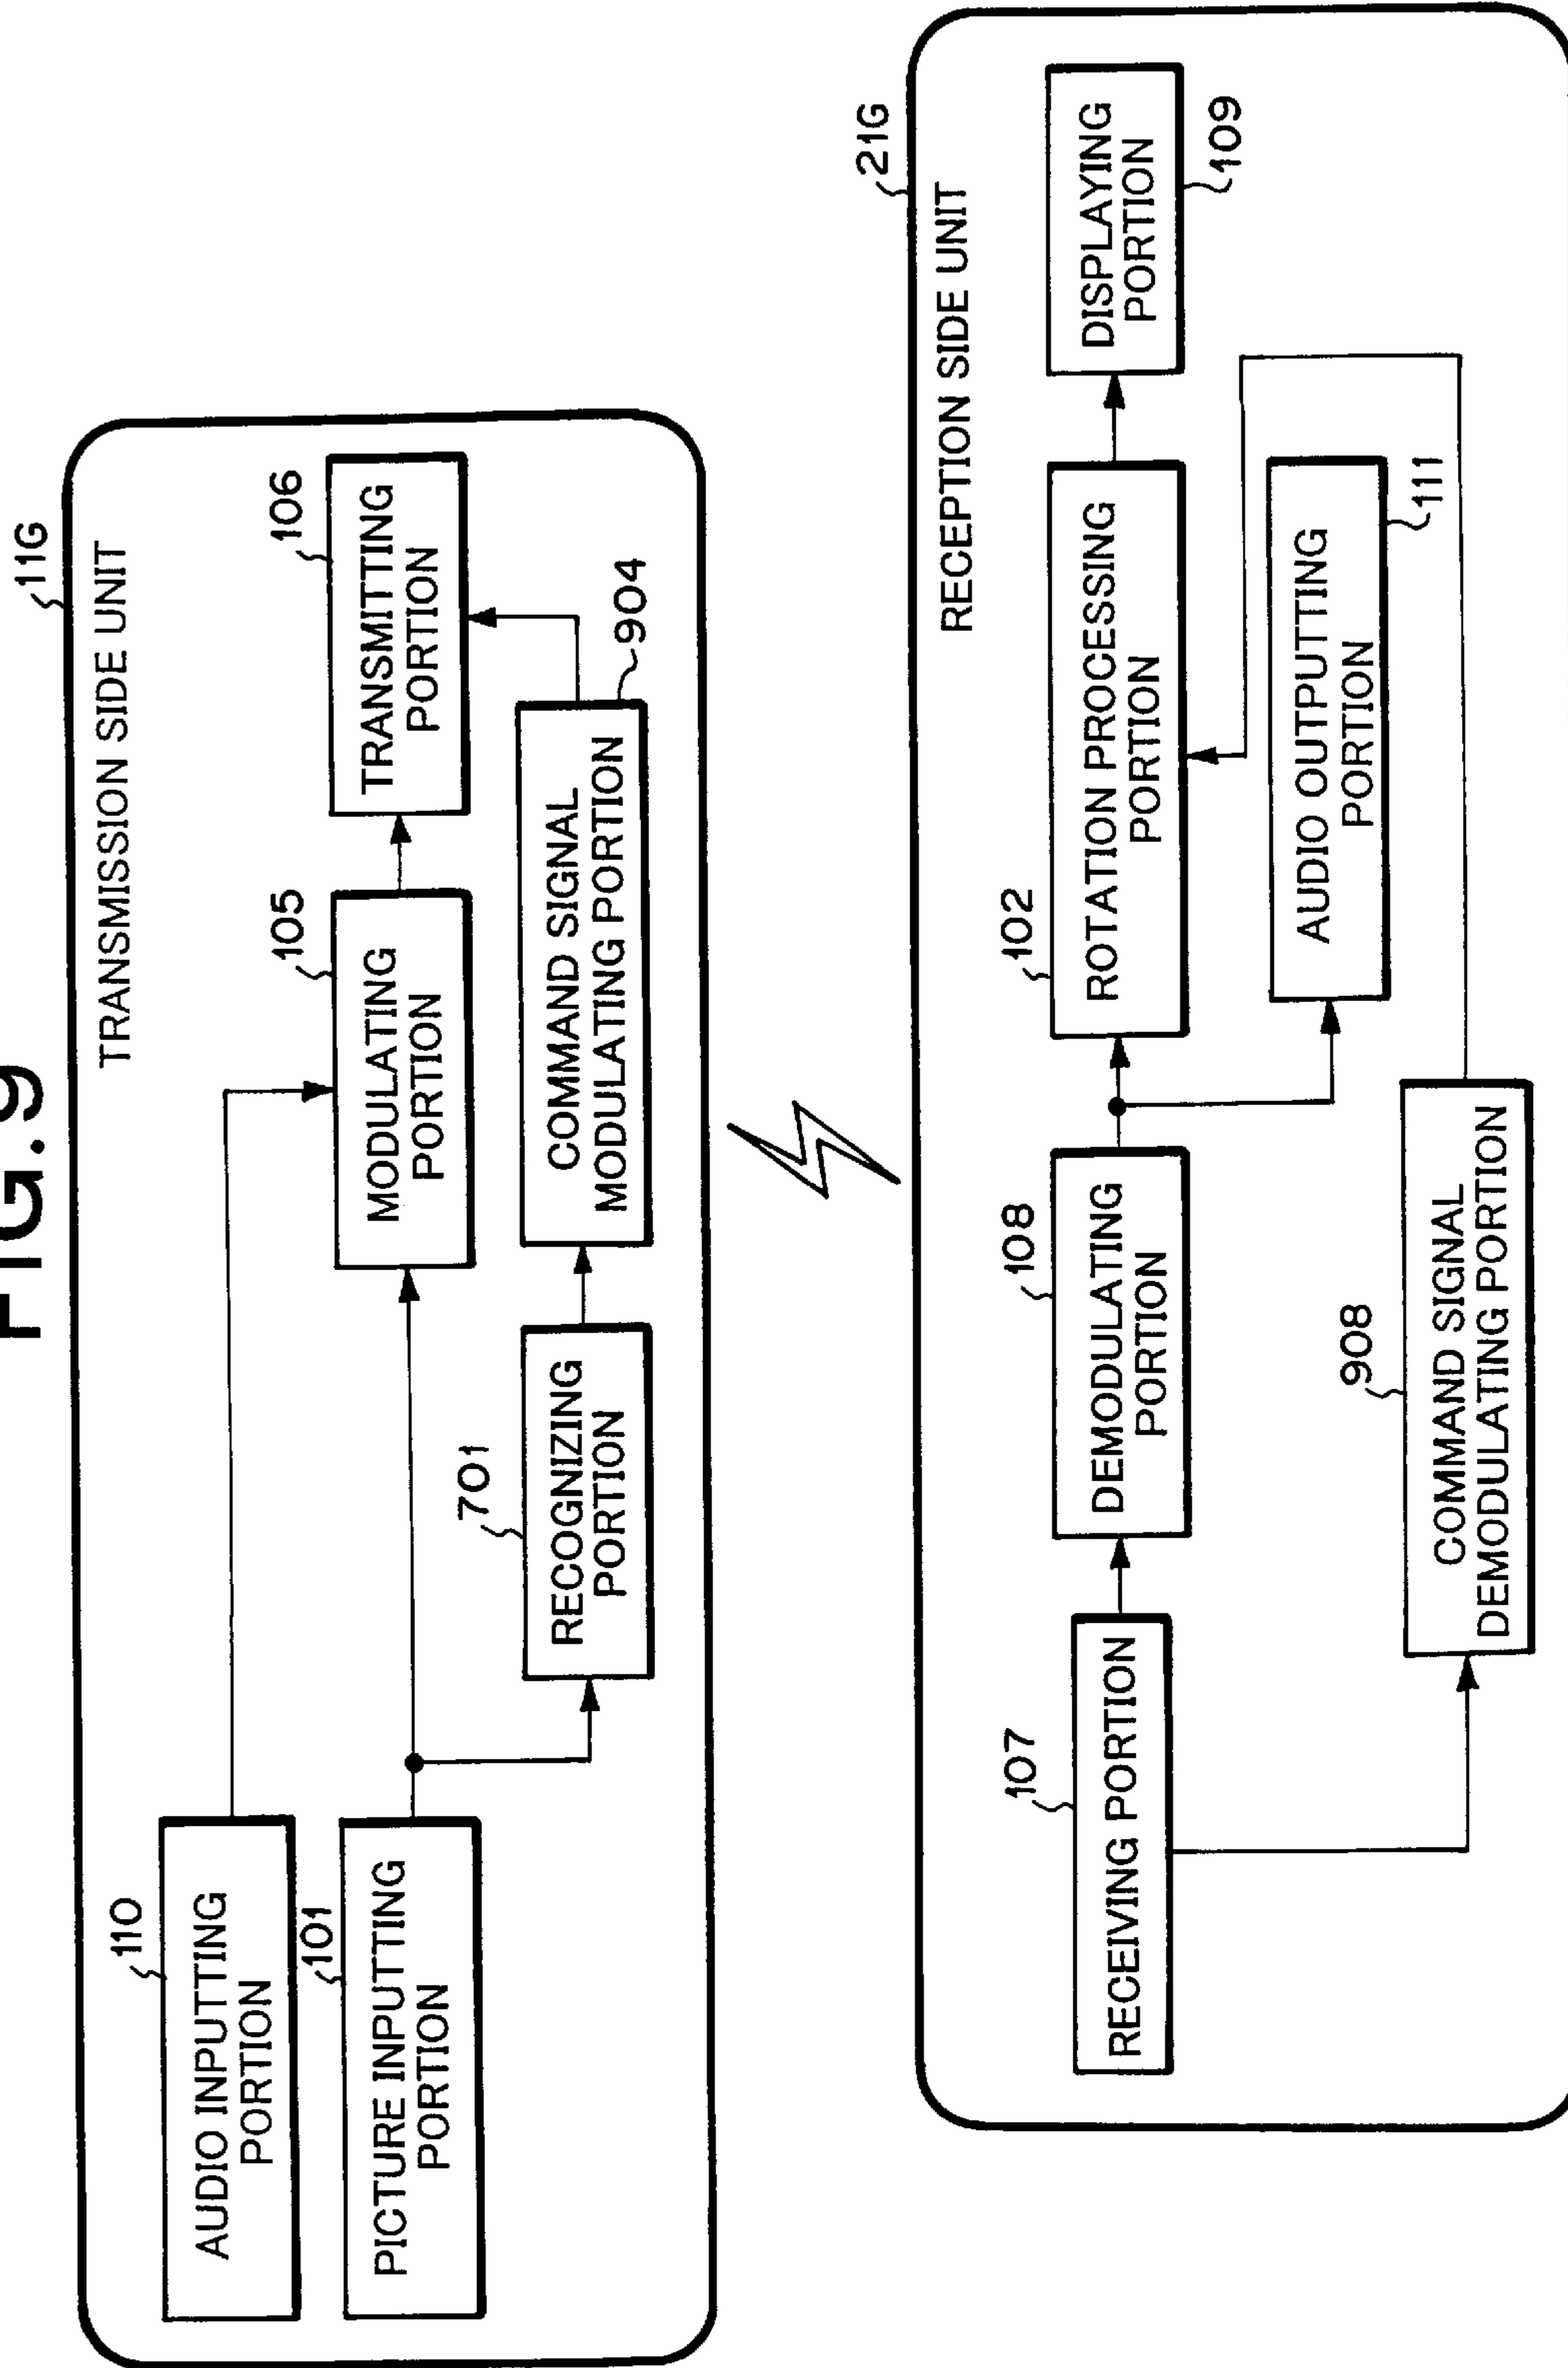 FIG.9
11G
TRANSMISSION SIDE UNIT
110
AUDIO INPUTTING
PORTION
101
PICTURE INPUTTING
PORTION
105
MODULATING
PORTION
106
TRANSMITTING
PORTION
701
RECOGNIZING
PORTION
904
COMMAND SIGNAL
MODULATING PORTION
21G
RECEPTION SIDE UNIT
107
RECEIVING PORTION
108
DEMODULATING
PORTION
102
ROTATION PROCESSING
PORTION
DISPLAYING
PORTION
109
AUDIO OUTPUTTING
PORTION
111
908
COMMAND SIGNAL
DEMODULATING PORTION